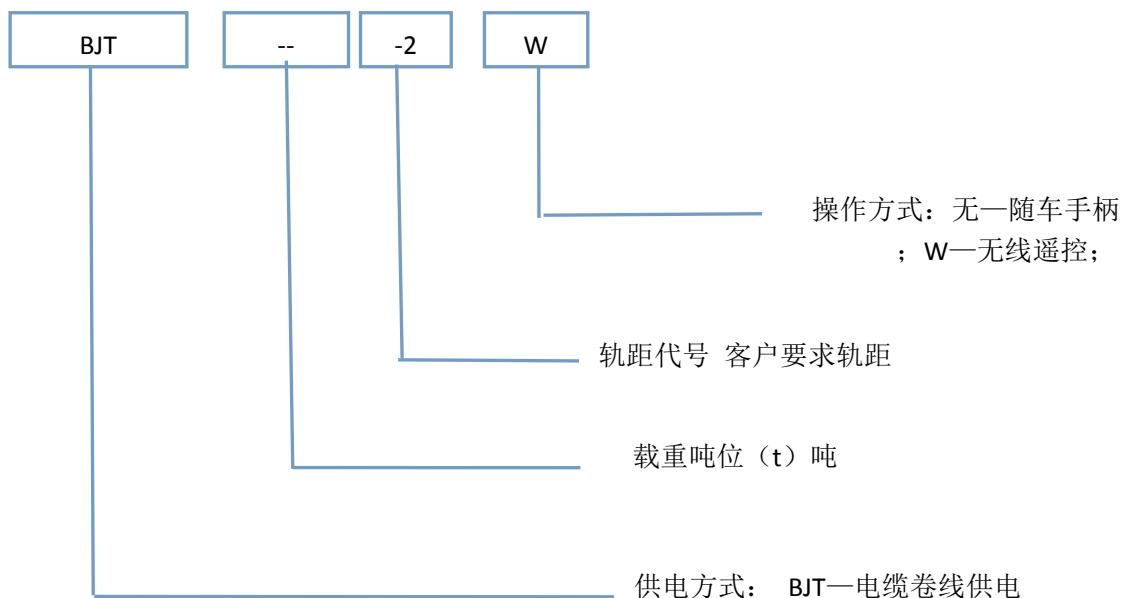 BJT
--
-2
W
操作方式：无—随车手柄
；W—无线遥控；
轨距代号 客户要求轨距
载重吨位（t）吨
供电方式： BJT—电缆卷线供电